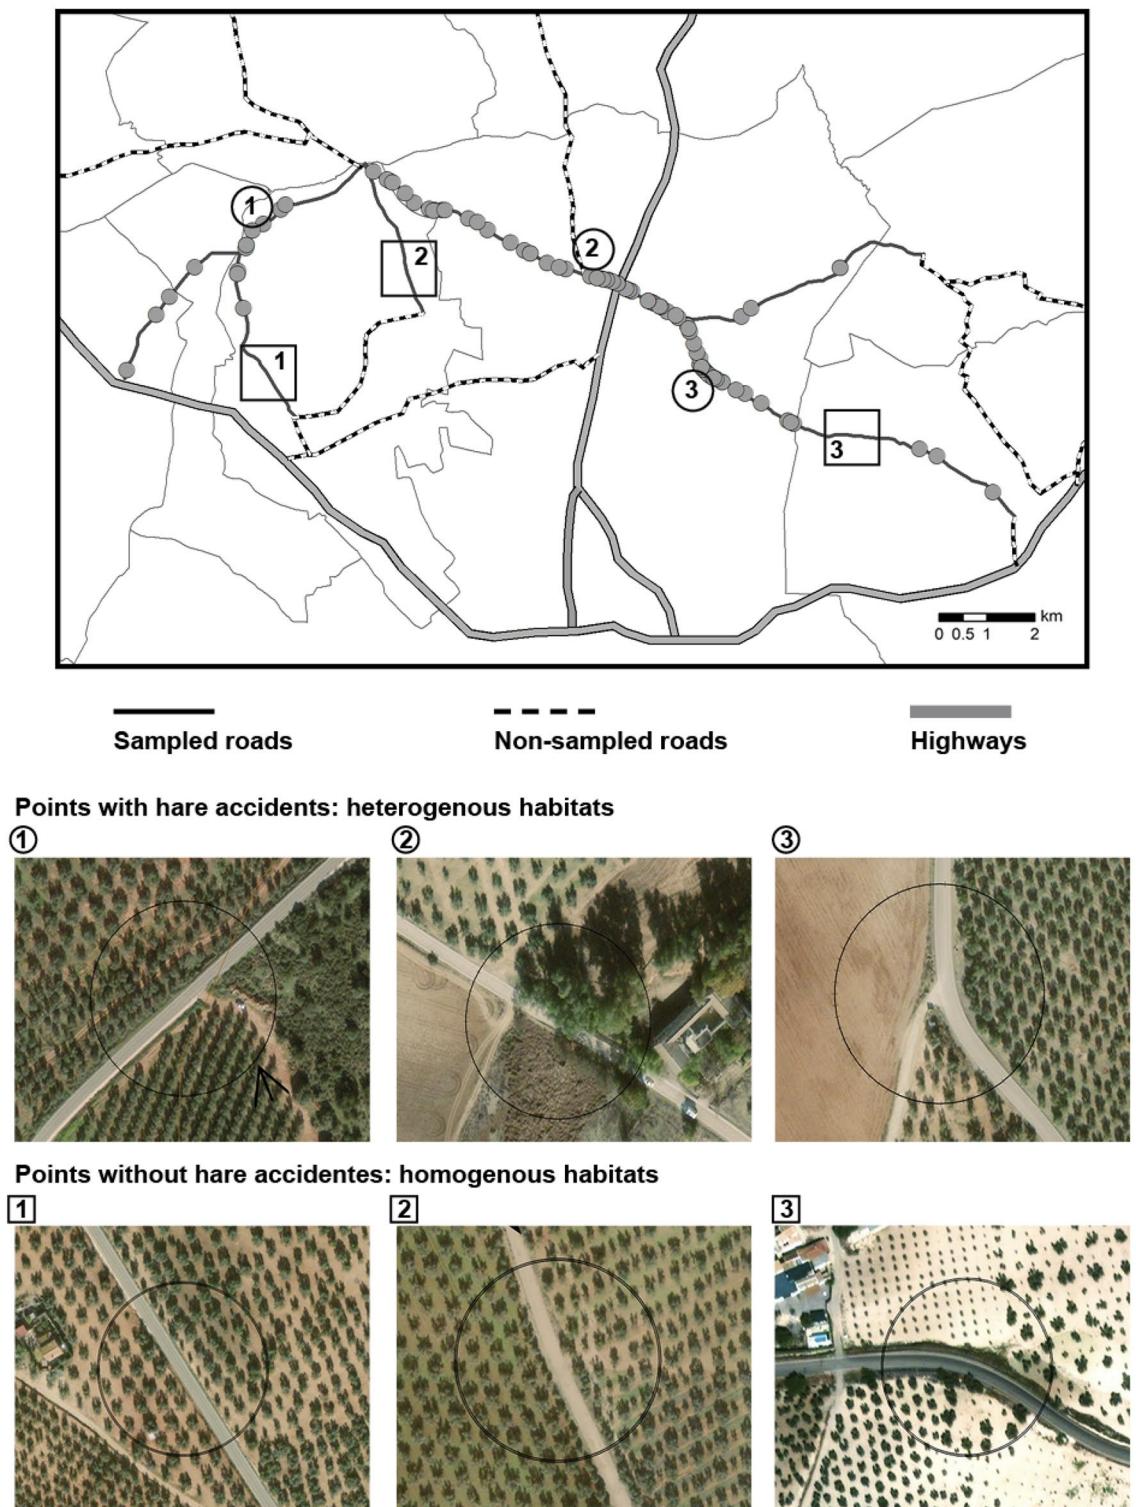 1
2
2
1
3
3
km
0 0.5 1 2
Sampled roads Non-sampled roads Highways
Points with hare accidents: heterogenous habitats
1 2 3
Points without hare accidentes: homogenous habitats
1 2 3